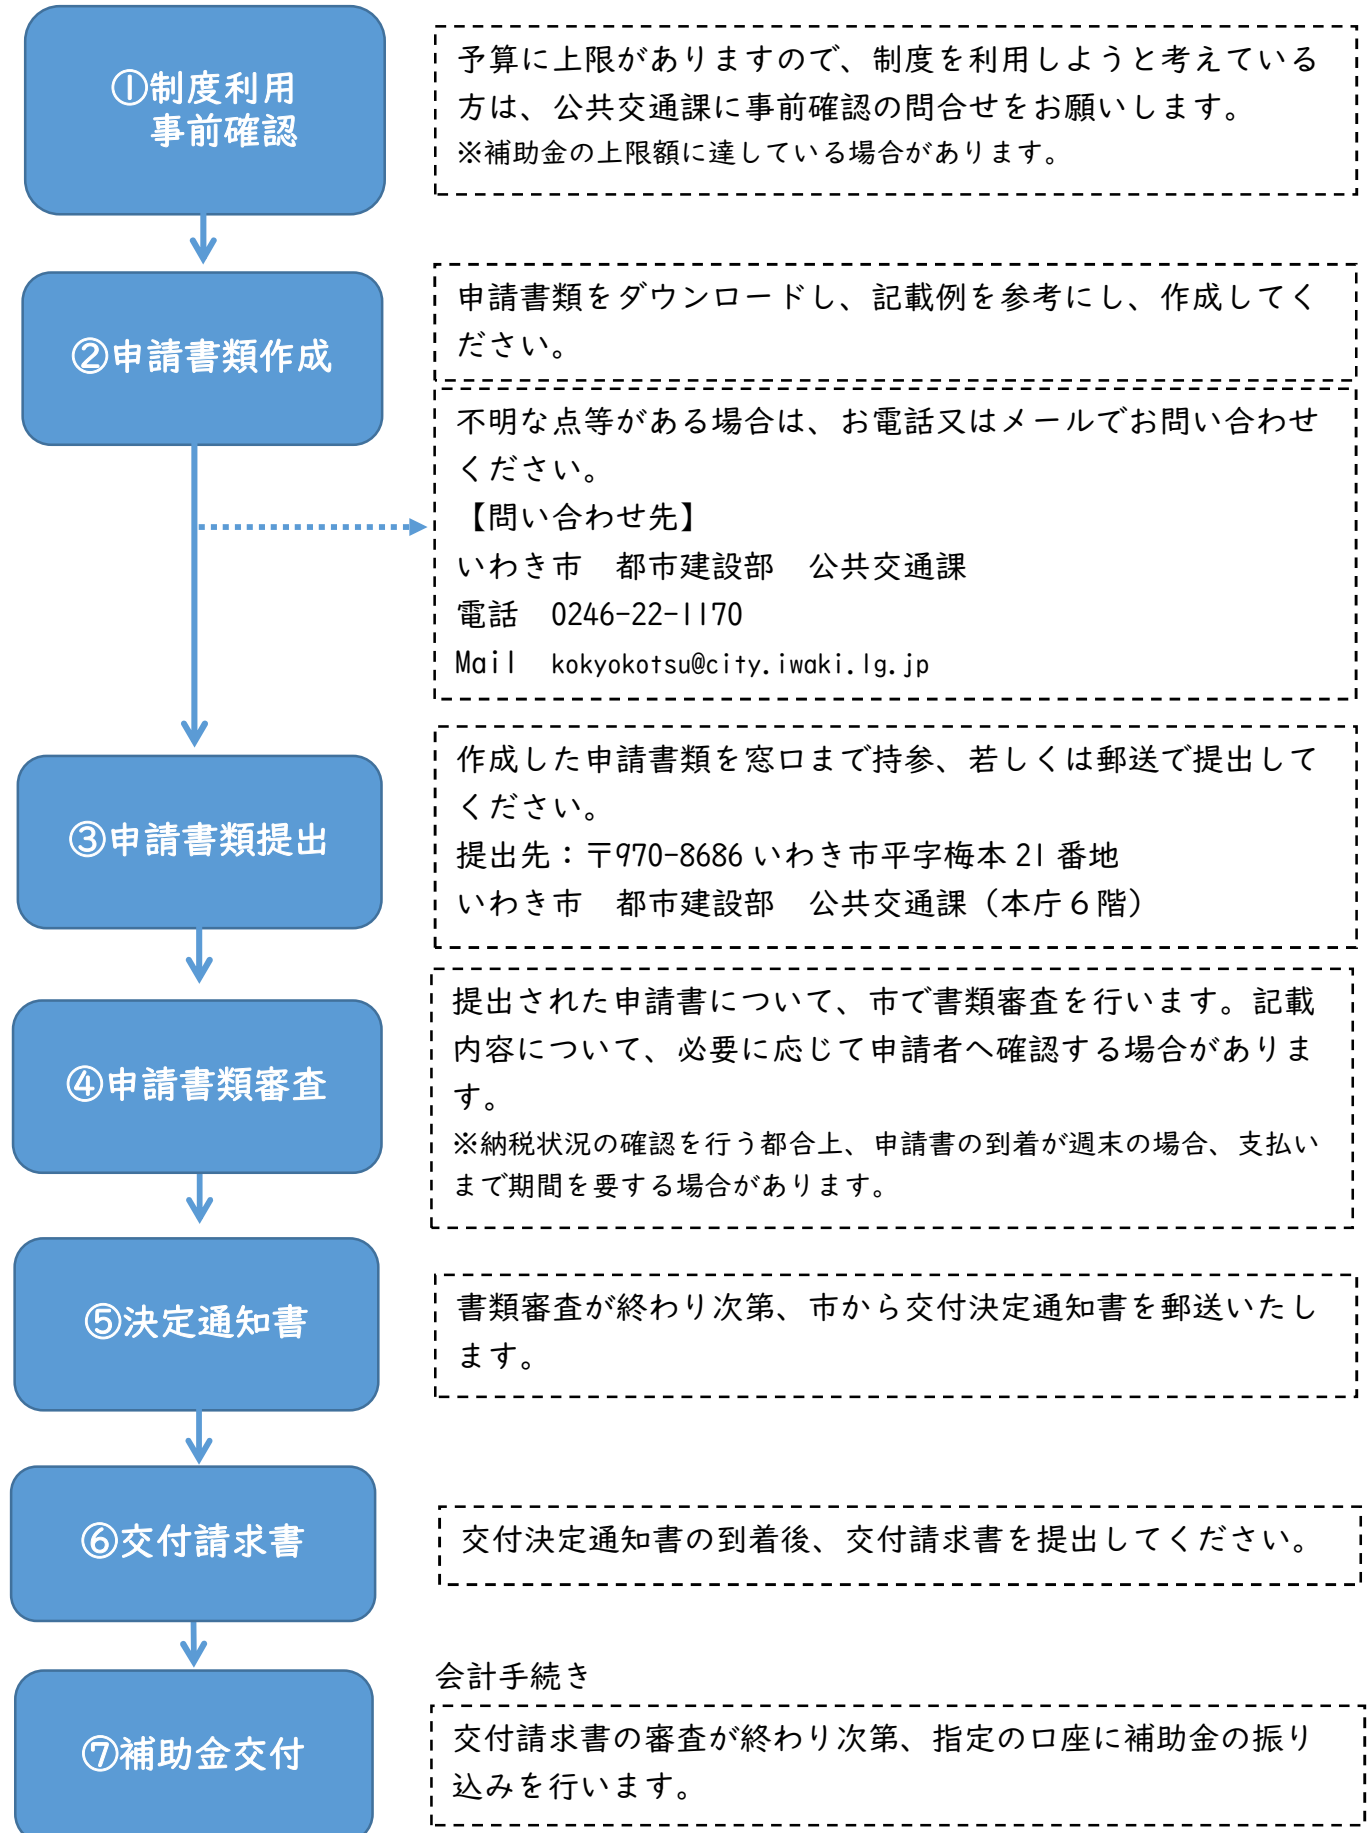 ①制度利用
事前確認
予算に上限がありますので、制度を利用しようと考えている
方は、公共交通課に事前確認の問合せをお願いします。
※補助金の上限額に達している場合があります。
②申請書類作成
申請書類をダウンロードし、記載例を参考にし、作成してく
ださい。
不明な点等がある場合は、お電話又はメールでお問い合わせ
ください。
【問い合わせ先】
いわき市　都市建設部　公共交通課
電話　0246-22-1170
Mail　kokyokotsu@city.iwaki.lg.jp
③申請書類提出
作成した申請書類を窓口まで持参、若しくは郵送で提出して
ください。
提出先：〒970-8686 いわき市平字梅本 21 番地
いわき市　都市建設部　公共交通課（本庁６階）
④申請書類審査
提出された申請書について、市で書類審査を行います。記載
内容について、必要に応じて申請者へ確認する場合がありま
す。
※納税状況の確認を行う都合上、申請書の到着が週末の場合、支払い
まで期間を要する場合があります。
⑤決定通知書
書類審査が終わり次第、市から交付決定通知書を郵送いたし
ます。
⑥交付請求書
交付決定通知書の到着後、交付請求書を提出してください。
⑦補助金交付
会計手続き
交付請求書の審査が終わり次第、指定の口座に補助金の振り
込みを行います。